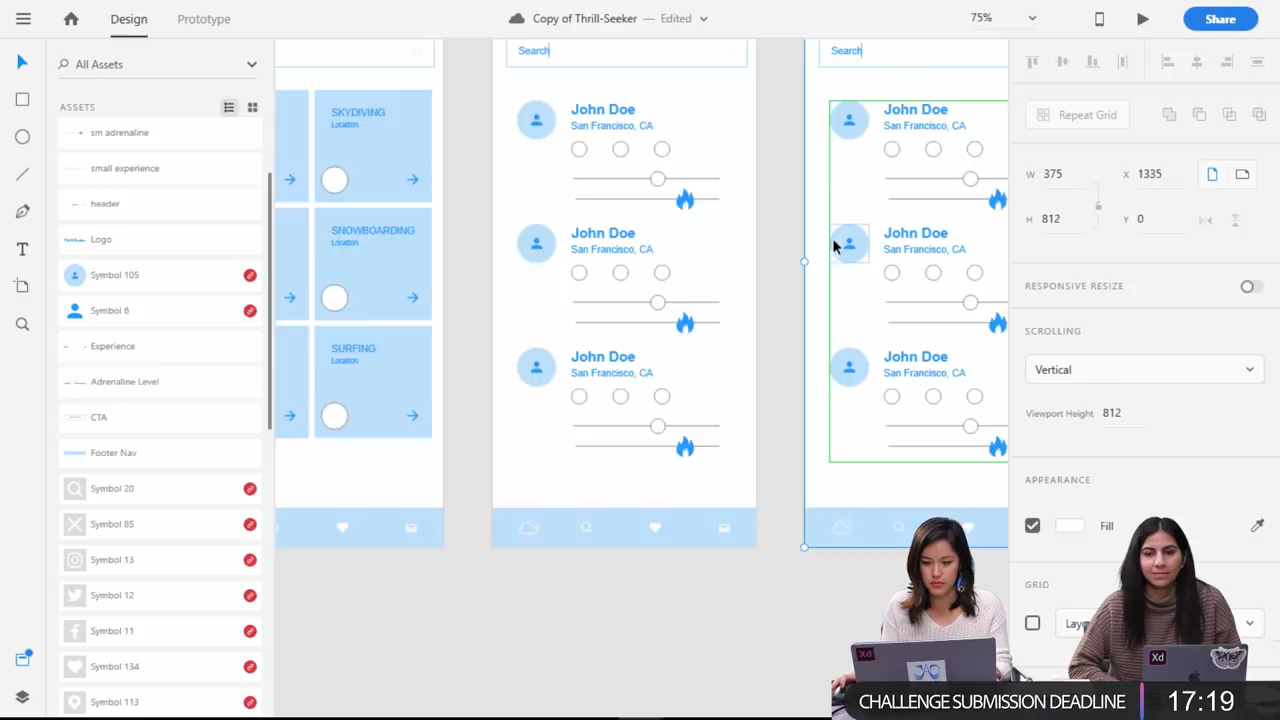 Design
Prototype
Copy of Thrill-Seeker — Edited
75%
Share
All Assets
ASSETS
sm adrenaline
small experience
header
Logo
Symbol 105
Symbol 6
Experience
Adrenaline Level
CTA
Footer Nav
Symbol 20
Symbol 85
Symbol 13
Symbol 12
Symbol 11
Symbol 134
Symbol 113
SKYDIVING
Location
SNOWBOARDING
Location
SURFING
Location
Search
John Doe
San Francisco, CA
John Doe
San Francisco, CA
John Doe
San Francisco, CA
Search
John Doe
San Francisco, CA
John Doe
San Francisco, CA
John Doe
San Francisco, CA
Repeat Grid
W 375 X 1335
H 812 Y 0
RESPONSIVE RESIZE
SCROLLING
Vertical
Viewport Height 812
APPEARANCE
Fill
GRID
Xd
Xd
CHALLENGE SUBMISSION DEADLINE 17:19